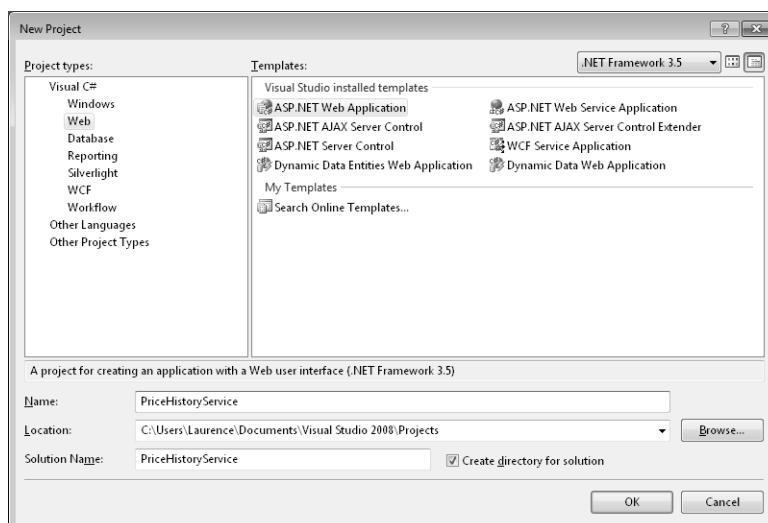 New Project
Project types:
Templates:
.NET Framework 3.5
Visual C#
Windows
Web
Database
Reporting
Silverlight
WCF
Workflow
Other Languages
Other Project Types
Visual Studio installed templates
ASP.NET Web Application
ASP.NET Web Service Application
ASP.NET AJAX Server Control
ASP.NET AJAX Server Control Extender
ASP.NET Server Control
WCF Service Application
Dynamic Data Entities Web Application
Dynamic Data Web Application
My Templates
Search Online Templates...
A project for creating an application with a Web user interface (.NET Framework 3.5)
Name:
PriceHistoryService
Location:
C:\Users\Laurence\Documents\Visual Studio 2008\Projects
Browse...
Solution Name:
PriceHistoryService
Create directory for solution
OK
Cancel